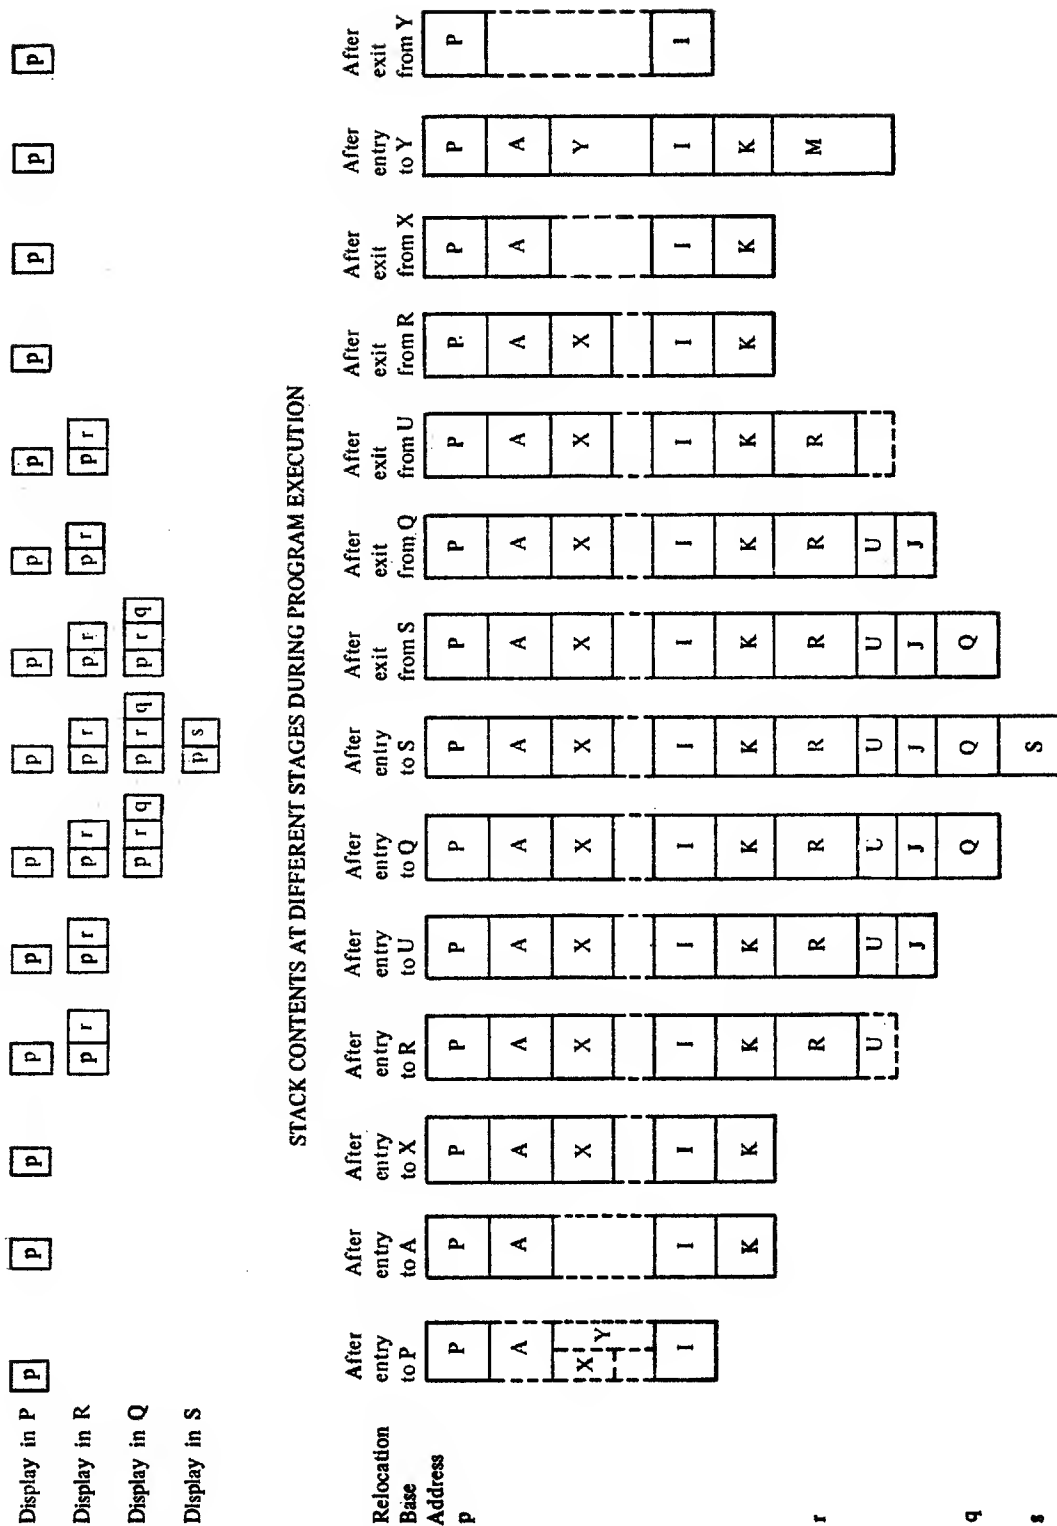 Display in P p p p p p p p p p p p p p p
Display in R p r p r p r p r p r p r p r
Display in Q p r q p r q p r q
Display in S p s
STACK CONTENTS AT DIFFERENT STAGES DURING PROGRAM EXECUTION
After After After After After After After After After After After After After After
Relocation entry entry entry entry entry entry entry exit exit exit exit exit entry exit
Base to P to A to X to R to U to Q to S from S from Q from U from R from X to Y from Y
Address
p P P P P P P P P P P P P P P
A A A A A A A A A A A A A
X Y X X X X X X X X X Y
I I I I I I I I I I I I I I
K K K K K K K K K K K K
r R R R R R R R M
U U U U U U
J J J J J
q Q Q Q
s S